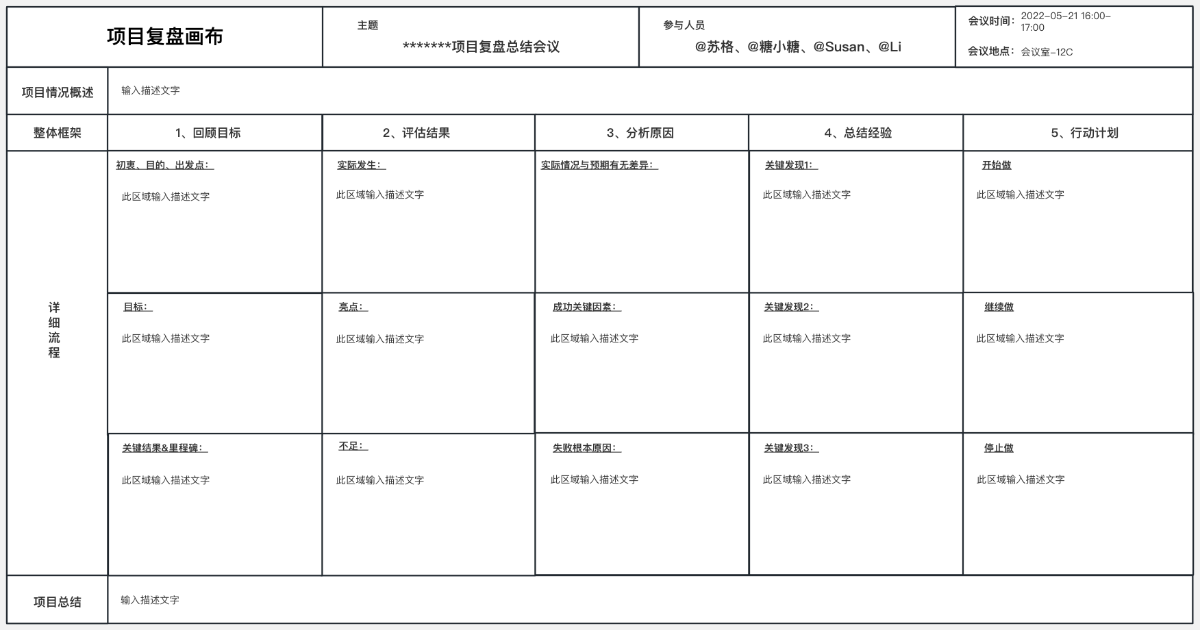 项目复盘画布
主题
*******项目复盘总结会议
参与人员
@苏格、@糖小糖、@Susan、@Li
会议时间： 2022-05-21 16:00-
17:00
会议地点： 会议室-12C
项目情况概述
输入描述文字
整体框架
1、回顾目标
2、评估结果
3、分析原因
4、总结经验
5、行动计划
详
细
流
程
初衷、目的、出发点：
此区域输入描述文字
实际发生：
此区域输入描述文字
实际情况与预期有无差异：
关键发现1：
此区域输入描述文字
开始做
此区域输入描述文字
目标：
此区域输入描述文字
亮点：
此区域输入描述文字
成功关键因素：
此区域输入描述文字
关键发现2：
此区域输入描述文字
继续做
此区域输入描述文字
关键结果&里程碑：
此区域输入描述文字
不足：
此区域输入描述文字
失败根本原因：
此区域输入描述文字
关键发现3：
此区域输入描述文字
停止做
此区域输入描述文字
项目总结
输入描述文字